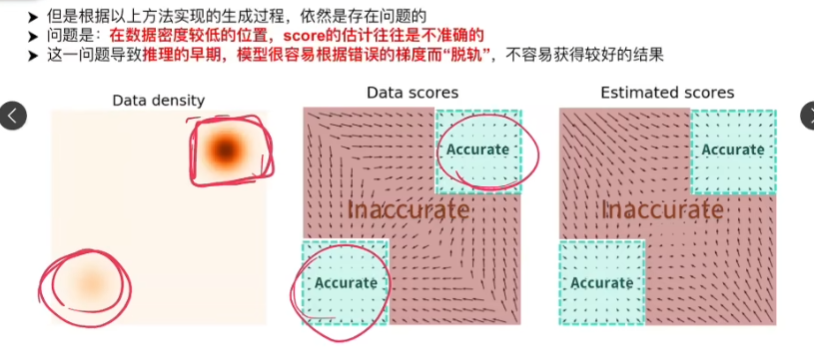 ➤ 但是根据以上方法实现的生成过程，依然是存在问题的
➤ 问题是：在数据密度较低的位置，score的估计往往是不准确的
➤ 这一问题导致推理的早期，模型很容易根据错误的梯度而“脱轨”，不容易获得较好的结果
Data density
Data scores
Estimated scores
Accurate
Inaccurate
Accurate
Accurate
Inaccurate
Accurate